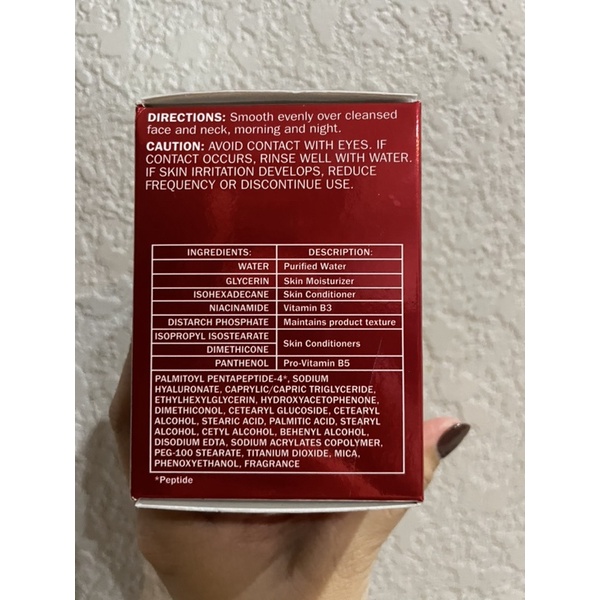 DIRECTIONS: Smooth evenly over cleansed
face and neck, morning and night.
CAUTION: AVOID CONTACT WITH EYES. IF
CONTACT OCCURS, RINSE WELL WITH WATER.
IF SKIN IRRITATION DEVELOPS, REDUCE
FREQUENCY OR DISCONTINUE USE.
INGREDIENTS: DESCRIPTION:
WATER Purified Water
GLYCERIN Skin Moisturizer
ISOHEXADECANE Skin Conditioner
NIACINAMIDE Vitamin B3
DISTARCH PHOSPHATE Maintains product texture
ISOPROPYL ISOSTEARATE
Skin Conditioners
DIMETHICONE
PANTHENOL Pro-Vitamin B5
PALMITOYL PENTAPEPTIDE-4*, SODIUM
HYALURONATE, CAPRYLIC/CAPRIC TRIGLYCERIDE,
ETHYLHEXYLGLYCERIN, HYDROXYACETOPHENONE,
DIMETHICONOL, CETEARYL GLUCOSIDE, CETEARYL
ALCOHOL, STEARIC ACID, PALMITIC ACID, STEARYL
ALCOHOL, CETYL ALCOHOL, BEHENYL ALCOHOL,
DISODIUM EDTA, SODIUM ACRYLATES COPOLYMER,
PEG-100 STEARATE, TITANIUM DIOXIDE, MICA,
PHENOXYETHANOL, FRAGRANCE
*Peptide